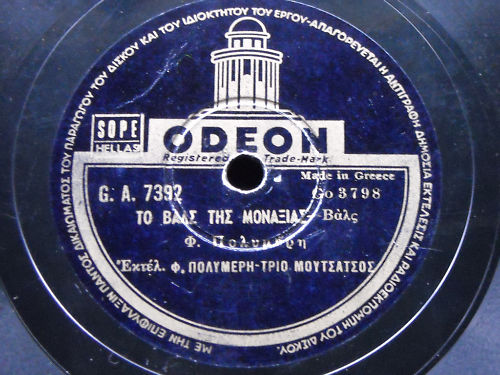 ΜΕ ΤΗΝ ΕΠΙΦΥΛΑΞΙΝ ΠΑΝΤΟΣ ΔΙΚΑΙΩΜΑΤΟΣ ΤΟΥ ΠΑΡΑΓΩΓΟΥ ΤΟΥ ΔΙΣΚΟΥ ΚΑΙ ΤΟΥ ΙΔΙΟΚΤΗΤΟΥ ΤΟΥ ΕΡΓΟΥ-ΑΠΑΓΟΡΕΥΕΤΑΙ Η ΑΝΤΙΓΡΑΦΗ ΔΗΜΟΣΙΑ ΕΚΤΕΛΕΣΙΣ ΚΑΙ ΡΑΔΙΟΕΚΠΟΜΠΗ ΤΟΥ ΔΙΣΚΟΥ.
SOPE
HELLAS
ODEON
Registered Trade-Mark
Made in Greece
G. A. 7392 Go 3798
ΤΟ ΒΑΛΣ ΤΗΣ ΜΟΝΑΞΙΑΣ-Βὰλς
Φ. Πολυμέρη
Ἐκτέλ. Φ. ΠΟΛΥΜΕΡΗ-ΤΡΙΟ ΜΟΥΤΣΑΤΣΟΣ